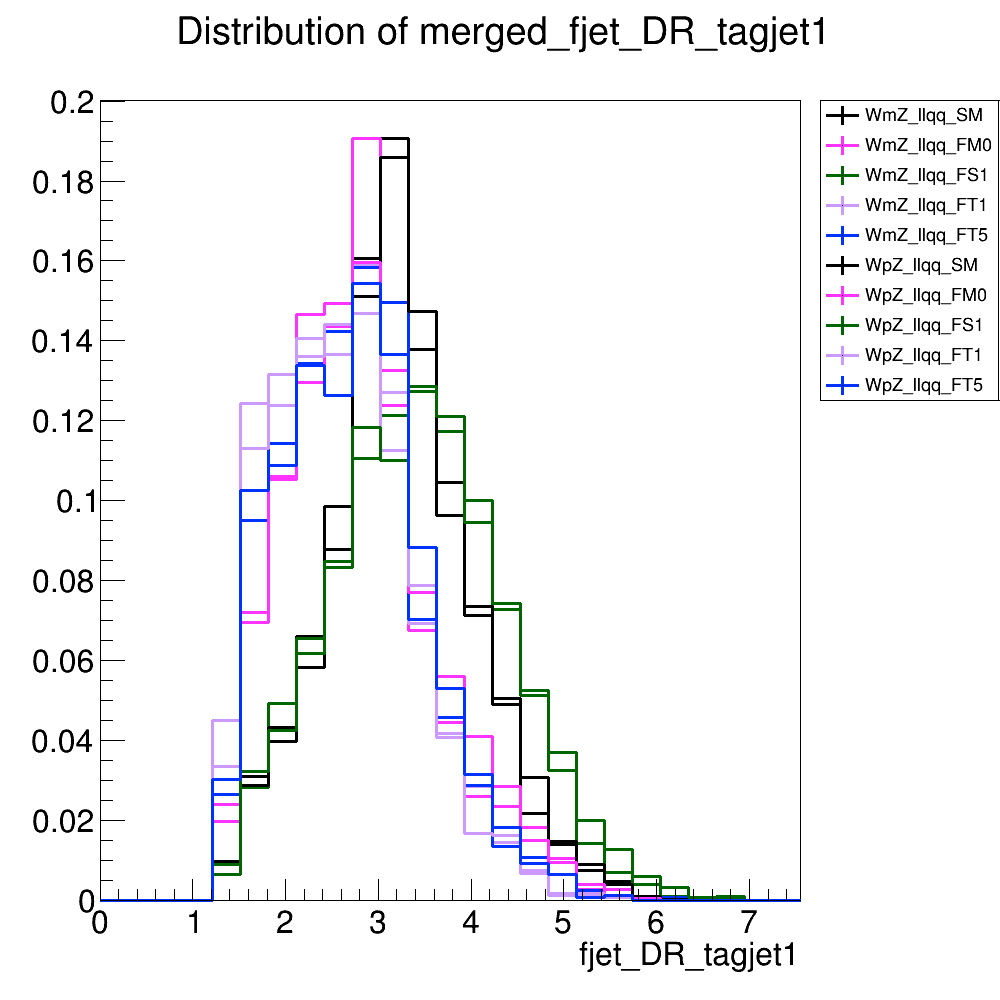 Distribution of merged_fjet_DR_tagjet1
0.2
0.18
0.16
0.14
0.12
0.1
0.08
0.06
0.04
0.02
0
0 1 2 3 4 5 6 7
fjet_DR_tagjet1
WmZ_llqq_SM
WmZ_llqq_FM0
WmZ_llqq_FS1
WmZ_llqq_FT1
WmZ_llqq_FT5
WpZ_llqq_SM
WpZ_llqq_FM0
WpZ_llqq_FS1
WpZ_llqq_FT1
WpZ_llqq_FT5